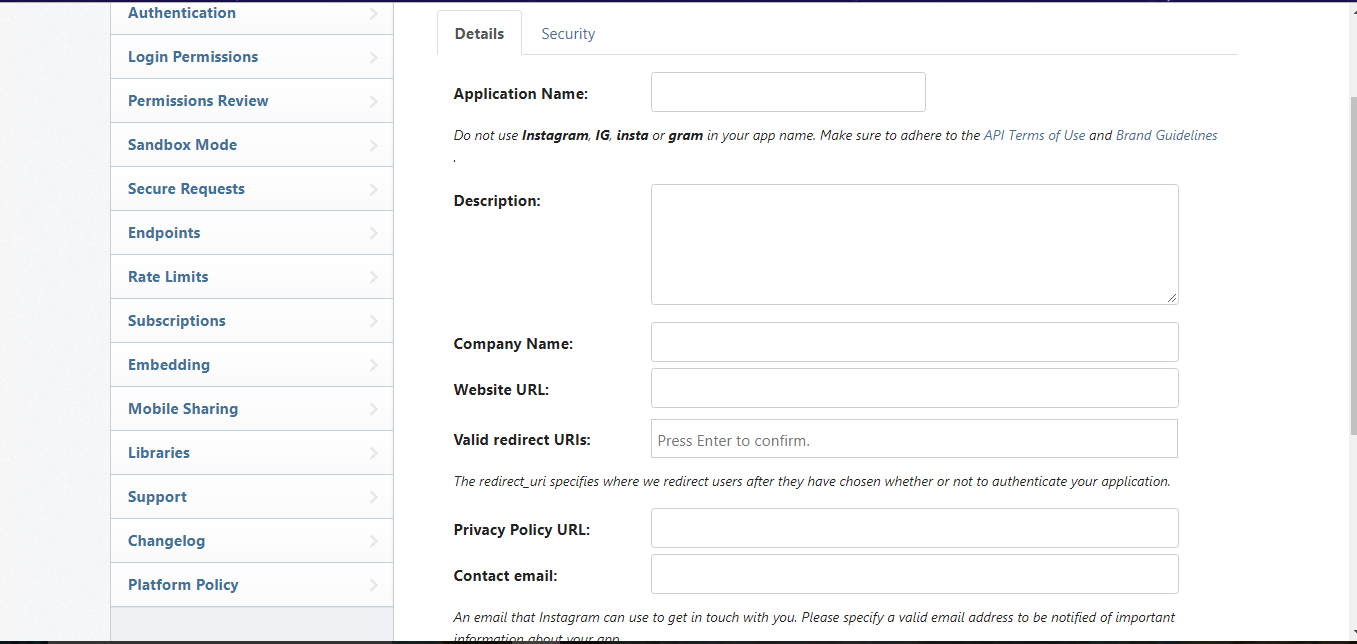 Authentication
Login Permissions
Permissions Review
Sandbox Mode
Secure Requests
Endpoints
Rate Limits
Subscriptions
Embedding
Mobile Sharing
Libraries
Support
Changelog
Platform Policy
Details
Security
Application Name:
Do not use Instagram, IG, insta or gram in your app name. Make sure to adhere to the API Terms of Use and Brand Guidelines
.
Description:
Company Name:
Website URL:
Valid redirect URIs:
Press Enter to confirm.
The redirect_uri specifies where we redirect users after they have chosen whether or not to authenticate your application.
Privacy Policy URL:
Contact email:
An email that Instagram can use to get in touch with you. Please specify a valid email address to be notified of important
information about your app.